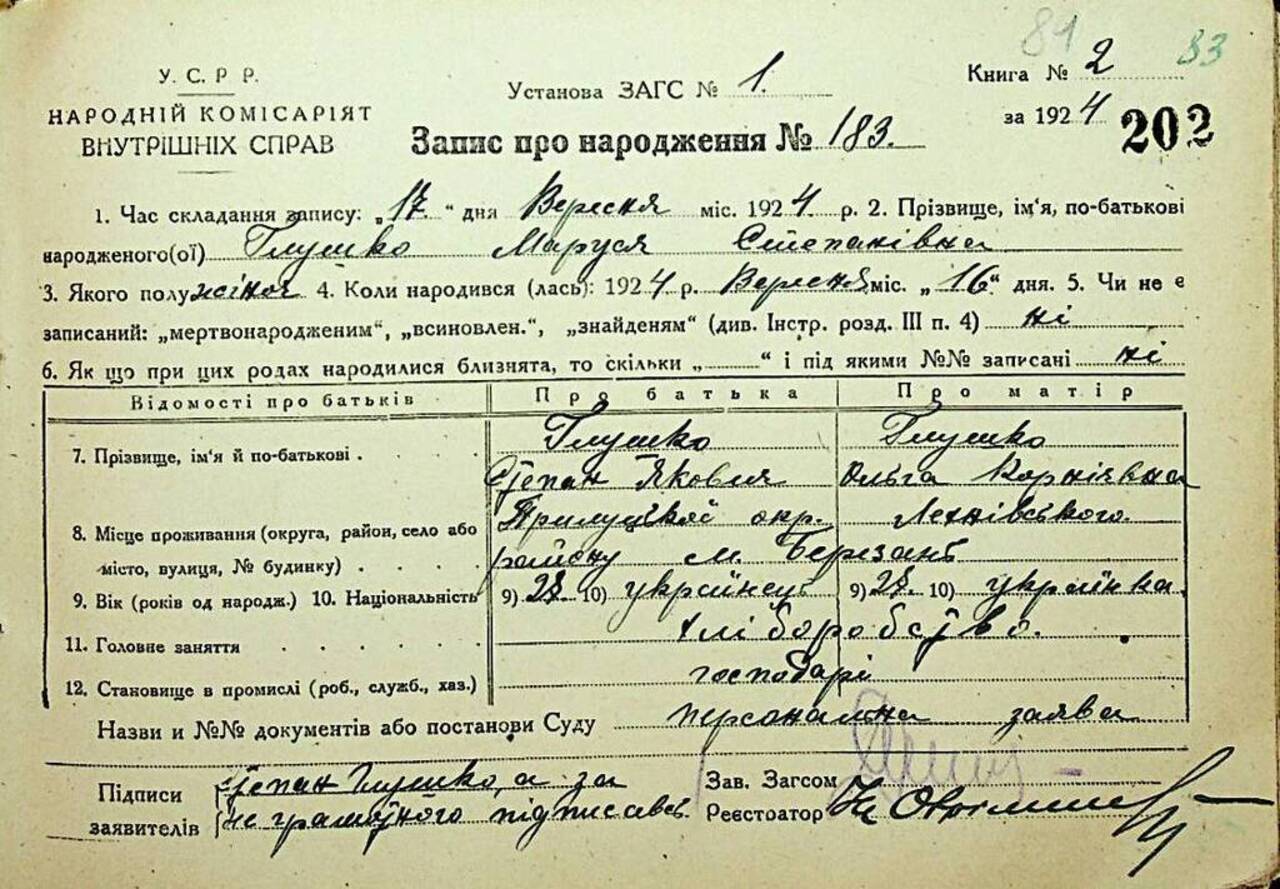 81 83
У. С. Р Р.
НАРОДНІЙ КОМІСАРІЯТ
ВНУТРІШНІХ СПРАВ
Установа ЗАГС № 1.
Книга № 2
за 1924
202
Запис про народження № 183.
1. Час складання запису: „17“ дня Вересня міс. 1924 р. 2. Прізвище, ім'я, по-батькові
народженого(ої) Глушко Маруся Степанівна
3. Якого полу жіноч 4. Коли народився (лась): 1924 р. Вересня міс. „16“ дня. 5. Чи не є
записаний: „мертвонародженим“, „всиновлен.“, „знайденям“ (див. Інстр. розд. III п. 4) ні
6. Як що при цих родах народилися близнята, то скільки „ “ і під якими №№ записані ні
Відомості про батьків Про батька Про матір
7. Прізвище, ім'я й по-батькові . Глушко Глушко
Степан Якович Ольга Корніівна
8. Місце проживання (округа, район, село або Прилуцької окр.
місто, вулиця, № будинку) . . . . району м. Березань
9. Вік (років од народж.) 10. Національність 9) 28 10) українець 9) 28 10) українка.
11. Головне заняття . . . . . . хліборобство.
12. Становище в промислі (роб., служб., хаз.) господарі
Назви и №№ документів або постанови Суду персональна заява
Підписи заявителів
Степан Глушко, а за
не грамотного підписавсь
Зав. Загсом
Реєстоатор